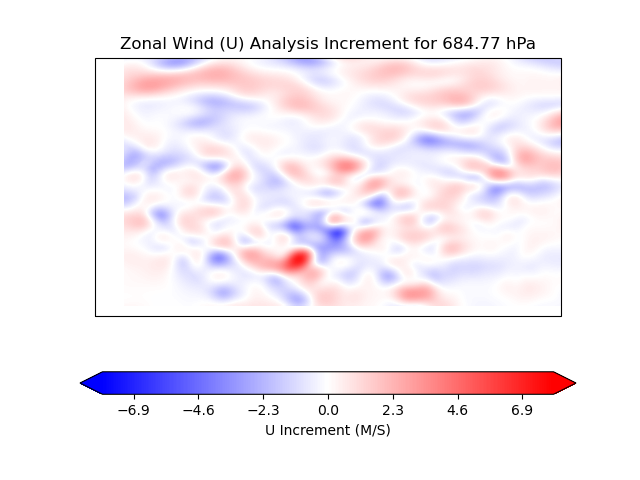 Zonal Wind (U) Analysis Increment for 684.77 hPa
−6.9 −4.6 −2.3 0.0 2.3 4.6 6.9
U Increment (M/S)